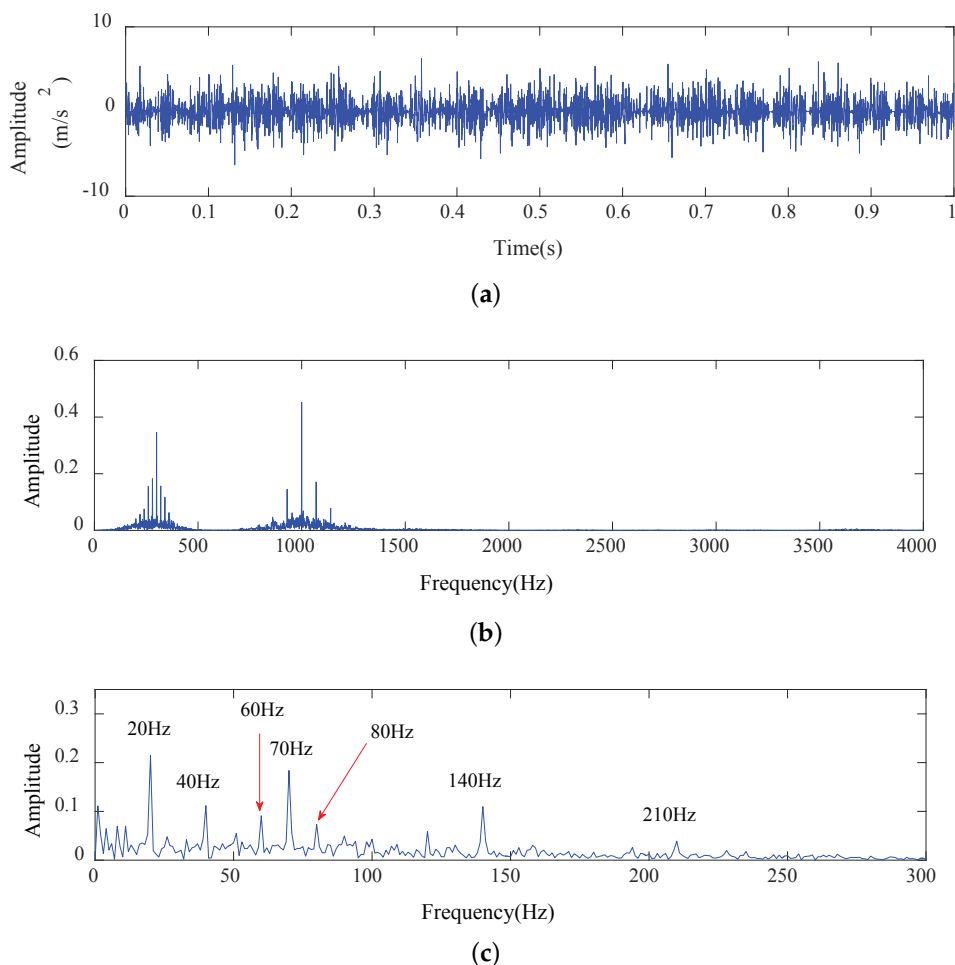 10
0
-10
Amplitude
(m/s²)
0 0.1 0.2 0.3 0.4 0.5 0.6 0.7 0.8 0.9 1
Time(s)
(a)
0.6
0.4
0.2
0
Amplitude
0 500 1000 1500 2000 2500 3000 3500 4000
Frequency(Hz)
(b)
0.3
0.2
0.1
0
Amplitude
20Hz
40Hz
60Hz
70Hz
80Hz
140Hz
210Hz
0 50 100 150 200 250 300
Frequency(Hz)
(c)